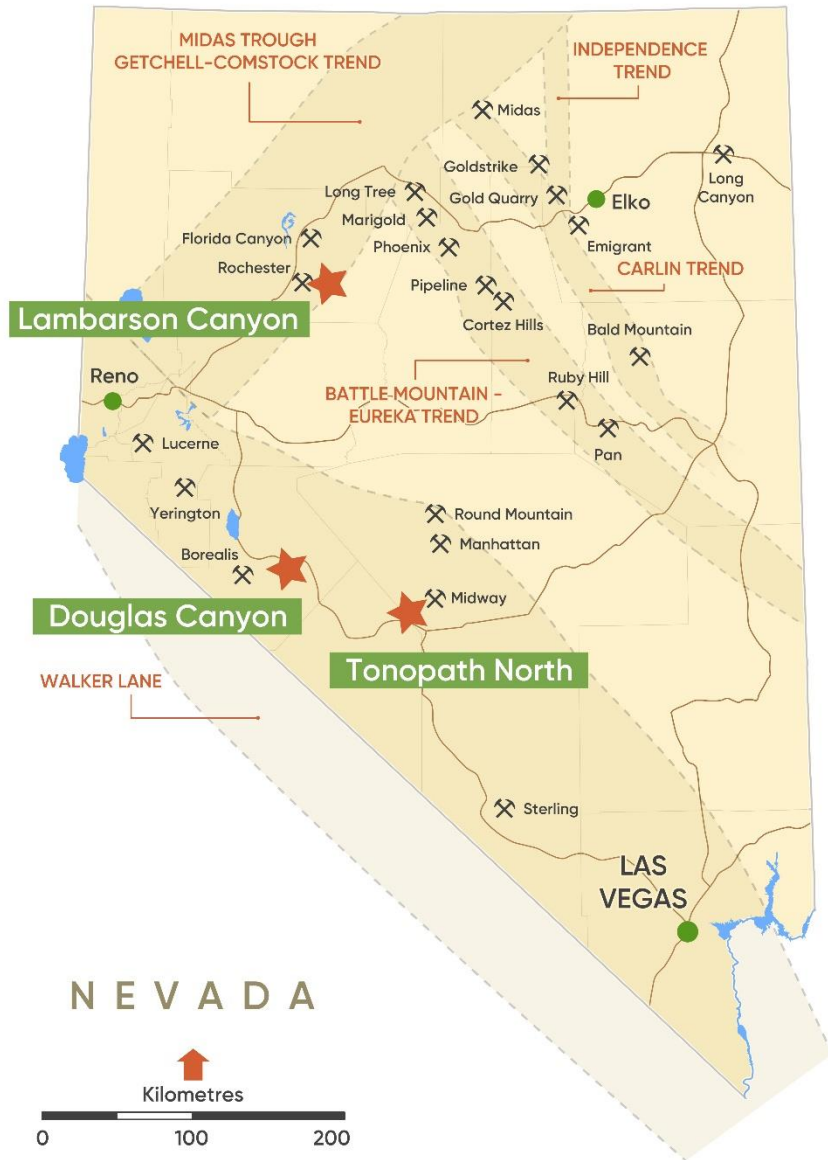 MIDAS TROUGH
GETCHELL-COMSTOCK TREND
INDEPENDENCE
TREND
Midas
Goldstrike
Long
Canyon
Long Tree
Gold Quarry
Elko
Marigold
Florida Canyon
Phoenix
Emigrant
Rochester
CARLIN TREND
Pipeline
Lambarson Canyon
Cortez Hills
Bald Mountain
Reno
Ruby Hill
BATTLE MOUNTAIN -
EUREKA TREND
Lucerne
Pan
Yerington
Round Mountain
Manhattan
Borealis
Midway
Douglas Canyon
Tonopath North
WALKER LANE
Sterling
LAS
VEGAS
NEVADA
Kilometres
0 100 200